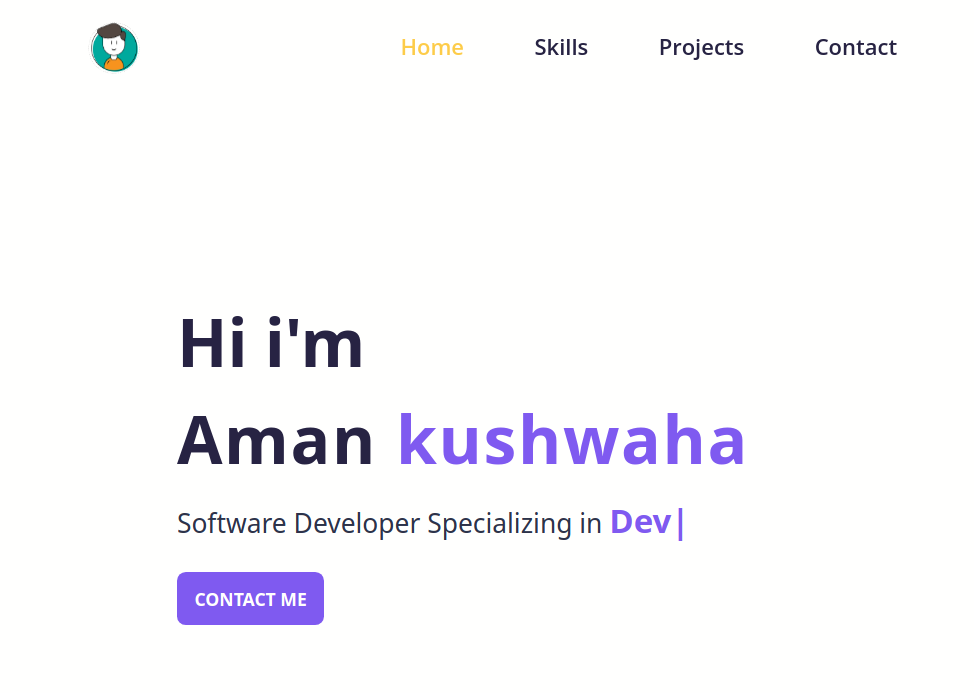 Home Skills Projects Contact
Hi i'm
Aman kushwaha
Software Developer Specializing in Dev|
CONTACT ME